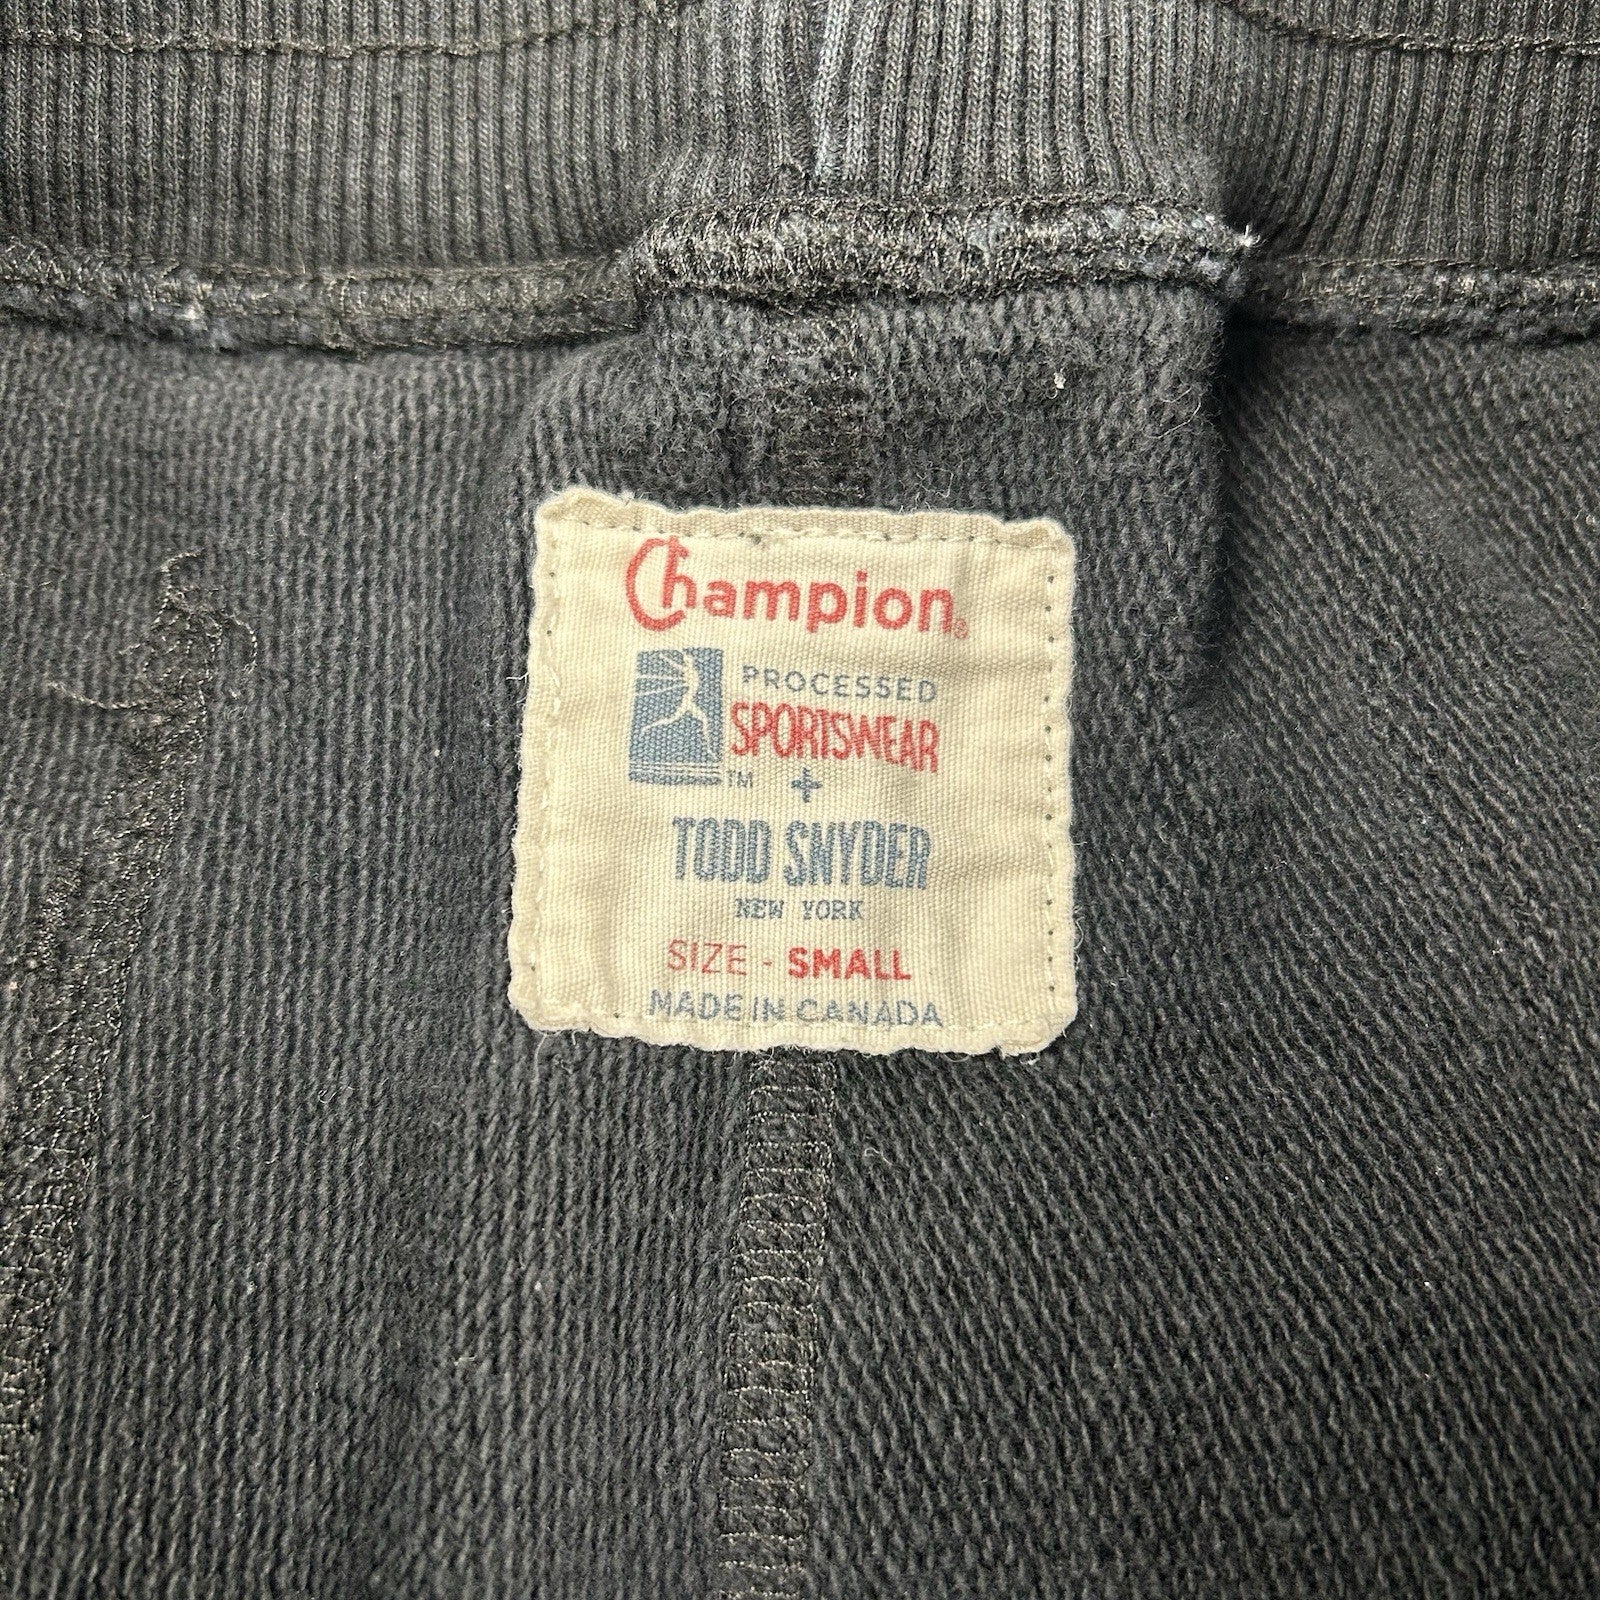 Champion®
PROCESSED
SPORTSWEAR
™ +
TODD SNYDER
NEW YORK
SIZE - SMALL
MADE IN CANADA